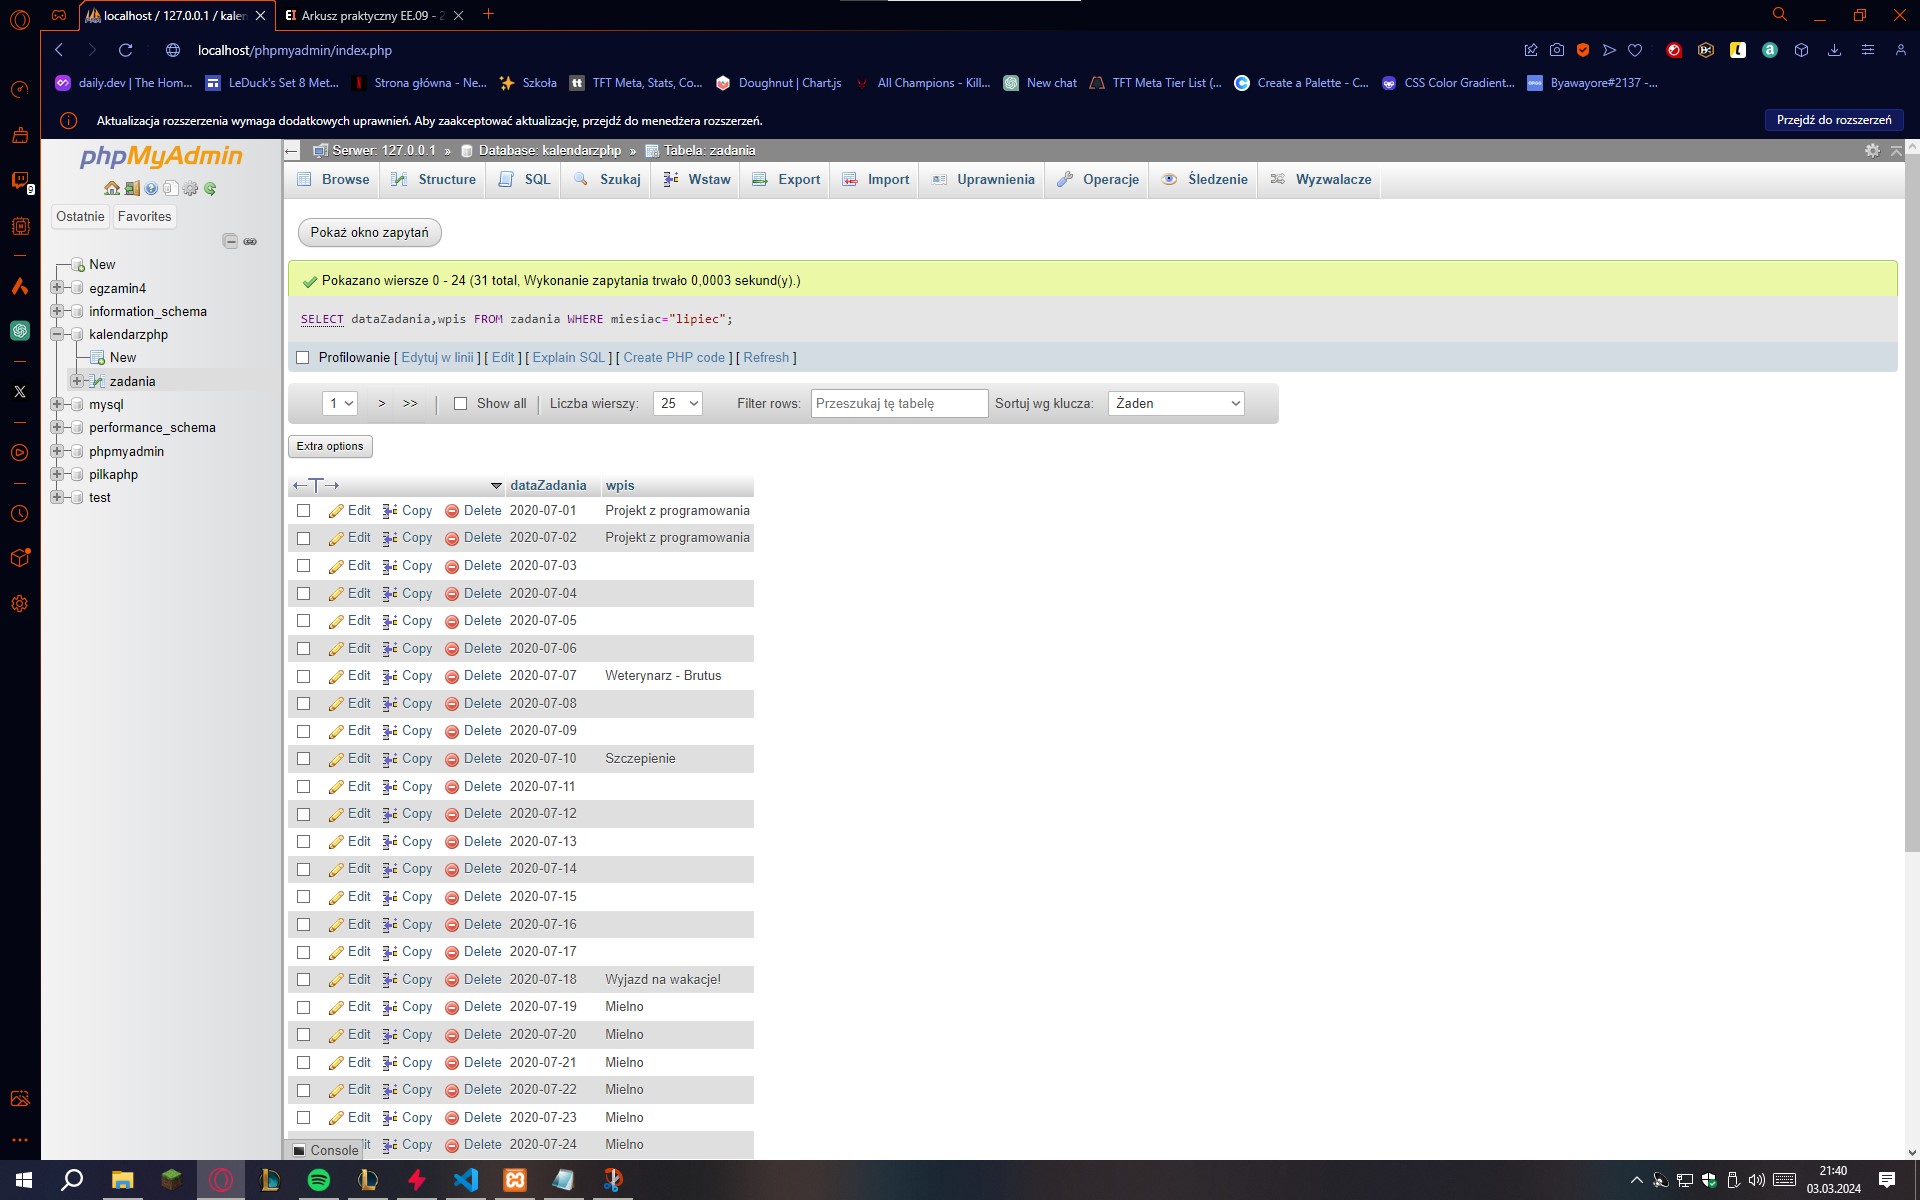 localhost / 127.0.0.1 / kalen
Arkusz praktyczny EE.09 - 2
localhost/phpmyadmin/index.php
daily.dev | The Hom...
LeDuck's Set 8 Met...
Strona główna - Ne...
Szkoła
TFT Meta, Stats, Co...
Doughnut | Chart.js
All Champions - Kill...
New chat
TFT Meta Tier List (...
Create a Palette - C...
CSS Color Gradient...
Byawayore#2137 -...
Aktualizacja rozszerzenia wymaga dodatkowych uprawnień. Aby zaakceptować aktualizację, przejdź do menedżera rozszerzeń.
Przejdź do rozszerzeń
phpMyAdmin
Ostatnie Favorites
New
egzamin4
information_schema
kalendarzphp
New
zadania
mysql
performance_schema
phpmyadmin
pilkaphp
test
Serwer: 127.0.0.1 » Database: kalendarzphp » Tabela: zadania
Browse Structure SQL Szukaj Wstaw Export Import Uprawnienia Operacje Śledzenie Wyzwalacze
Pokaż okno zapytań
Pokazano wiersze 0 - 24 (31 total, Wykonanie zapytania trwało 0,0003 sekund(y).)
SELECT dataZadania,wpis FROM zadania WHERE miesiac="lipiec";
Profilowanie [ Edytuj w linii ] [ Edit ] [ Explain SQL ] [ Create PHP code ] [ Refresh ]
1 > >> | Show all | Liczba wierszy: 25 Filter rows: Przeszukaj tę tabelę Sortuj wg klucza: Żaden
Extra options
dataZadania wpis
Edit Copy Delete 2020-07-01 Projekt z programowania
Edit Copy Delete 2020-07-02 Projekt z programowania
Edit Copy Delete 2020-07-03
Edit Copy Delete 2020-07-04
Edit Copy Delete 2020-07-05
Edit Copy Delete 2020-07-06
Edit Copy Delete 2020-07-07 Weterynarz - Brutus
Edit Copy Delete 2020-07-08
Edit Copy Delete 2020-07-09
Edit Copy Delete 2020-07-10 Szczepienie
Edit Copy Delete 2020-07-11
Edit Copy Delete 2020-07-12
Edit Copy Delete 2020-07-13
Edit Copy Delete 2020-07-14
Edit Copy Delete 2020-07-15
Edit Copy Delete 2020-07-16
Edit Copy Delete 2020-07-17
Edit Copy Delete 2020-07-18 Wyjazd na wakacje!
Edit Copy Delete 2020-07-19 Mielno
Edit Copy Delete 2020-07-20 Mielno
Edit Copy Delete 2020-07-21 Mielno
Edit Copy Delete 2020-07-22 Mielno
Edit Copy Delete 2020-07-23 Mielno
Copy Delete 2020-07-24 Mielno
Console
21:40
03.03.2024